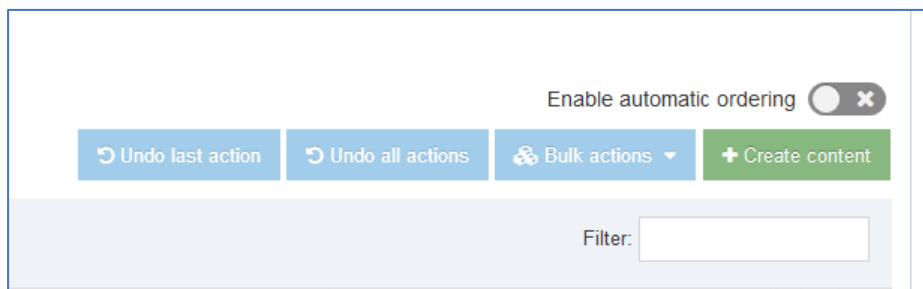 Enable automatic ordering
Undo last action Undo all actions Bulk actions Create content
Filter: